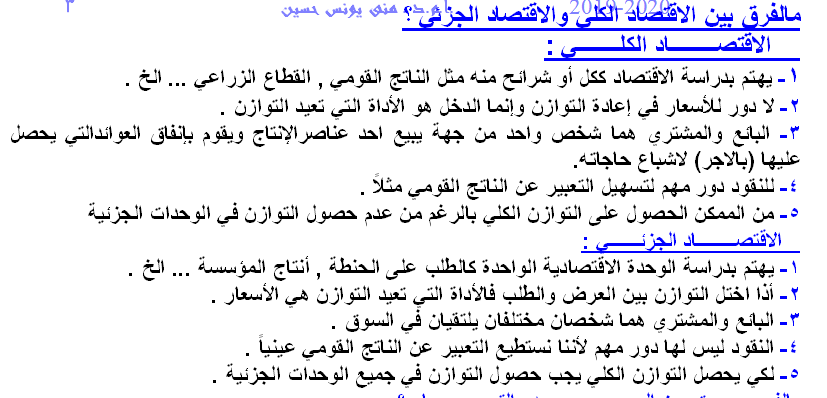 ٣ أ.م.د. منى يونس حسين 2019-2020
مالفرق بين الاقتصاد الكلي والاقتصاد الجزئي ؟
الاقتصــــــاد الكلــــــي :
١- يهتم بدراسة الاقتصاد ككل أو شرائح منه مثل الناتج القومي , القطاع الزراعي ... الخ .
٢- لا دور للأسعار في إعادة التوازن وإنما الدخل هو الأداة التي تعيد التوازن .
٣- البائع والمشتري هما شخص واحد من جهة يبيع احد عناصرالإنتاج ويقوم بإنفاق العوائدالتي يحصل
عليها (بالاجر) لاشباع حاجاته.
٤- للنقود دور مهم لتسهيل التعبير عن الناتج القومي مثلاً .
٥- من الممكن الحصول على التوازن الكلي بالرغم من عدم حصول التوازن في الوحدات الجزئية
الاقتصــــــاد الجزئــــــي :
١- يهتم بدراسة الوحدة الاقتصادية الواحدة كالطلب على الحنطة , أنتاج المؤسسة ... الخ .
٢- أذا اختل التوازن بين العرض والطلب فالأداة التي تعيد التوازن هي الأسعار .
٣- البائع والمشتري هما شخصان مختلفان يلتقيان في السوق .
٤- النقود ليس لها دور مهم لأننا نستطيع التعبير عن الناتج القومي عينياً .
٥- لكي يحصل التوازن الكلي يجب حصول التوازن في جميع الوحدات الجزئية .